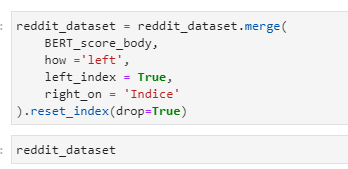 reddit_dataset = reddit_dataset.merge(
    BERT_score_body,
    how ='left',
    left_index = True,
    right_on = 'Indice'
).reset_index(drop=True)
reddit_dataset